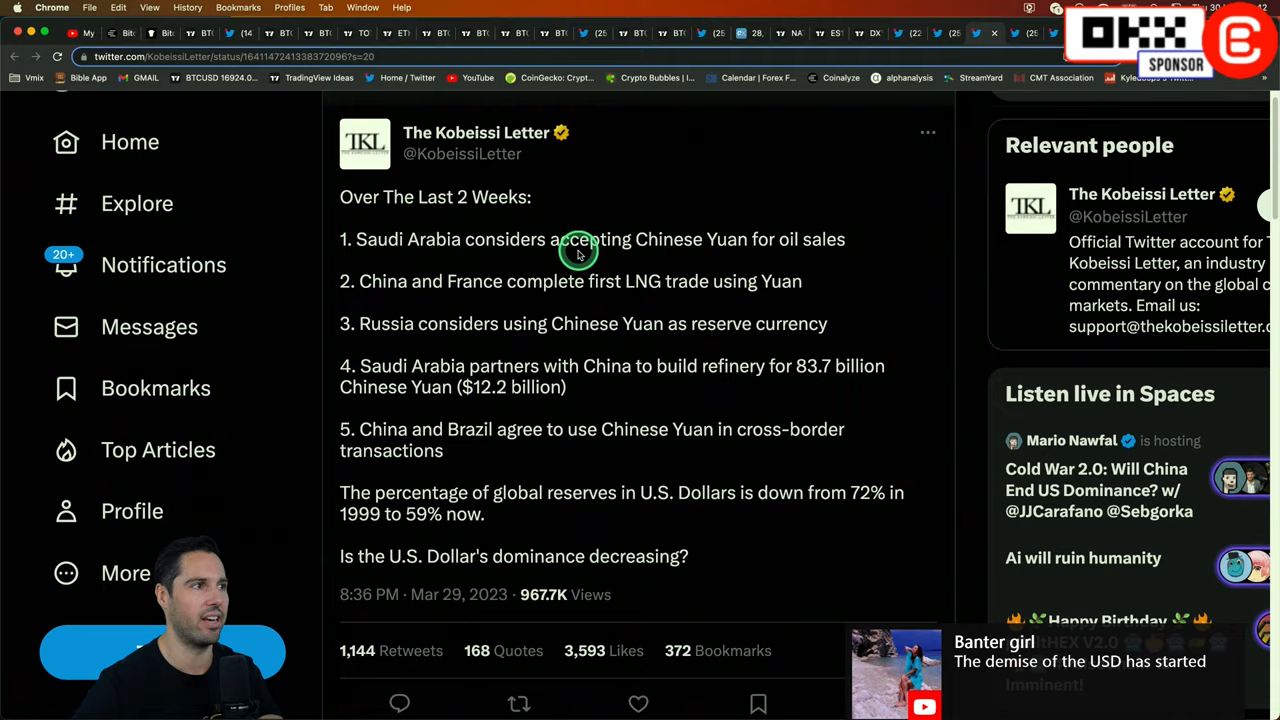 Chrome File Edit View History Bookmarks Profiles Tab Window Help
OKX
SPONSOR
twitter.com/KobeissiLetter/status/1641147241338372096?s=20
Vmix Bible App GMAIL BTCUSD 16924.0... TradingView Ideas Home / Twitter YouTube CoinGecko: Crypt... Crypto Bubbles | I... Calendar | Forex F... Coinalyze alphanalysis StreamYard CMT Association
Home
Explore
20+
Notifications
Messages
Bookmarks
Top Articles
Profile
More
TKL
The Kobeissi Letter
@KobeissiLetter
Over The Last 2 Weeks:
1. Saudi Arabia considers accepting Chinese Yuan for oil sales
2. China and France complete first LNG trade using Yuan
3. Russia considers using Chinese Yuan as reserve currency
4. Saudi Arabia partners with China to build refinery for 83.7 billion
Chinese Yuan ($12.2 billion)
5. China and Brazil agree to use Chinese Yuan in cross-border
transactions
The percentage of global reserves in U.S. Dollars is down from 72% in
1999 to 59% now.
Is the U.S. Dollar's dominance decreasing?
8:36 PM · Mar 29, 2023 · 967.7K Views
1,144 Retweets 168 Quotes 3,593 Likes 372 Bookmarks
Relevant people
TKL
The Kobeissi Letter
@KobeissiLetter
Official Twitter account for T
Kobeissi Letter, an industry
commentary on the global c
markets. Email us:
support@thekobeissiletter.c
Listen live in Spaces
Mario Nawfal is hosting
Cold War 2.0: Will China
End US Dominance? w/
@JJCarafano @Sebgorka
Ai will ruin humanity
Happy Birthday
Banter girl
The demise of the USD has started
Imminent!